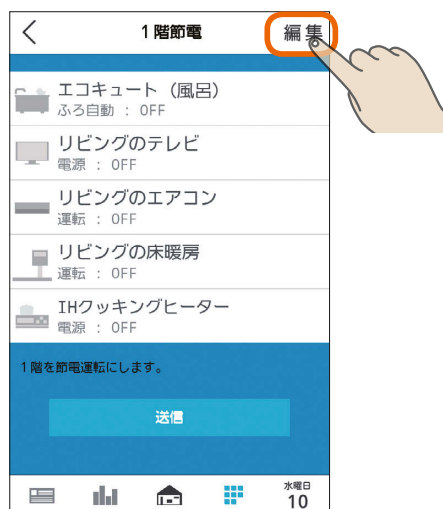 1階節電
編集
エコキュート（風呂）
ふろ自動 : OFF
リビングのテレビ
電源 : OFF
リビングのエアコン
運転 : OFF
リビングの床暖房
運転 : OFF
IHクッキングヒーター
電源 : OFF
1階を節電運転にします。
送信
水曜日
10